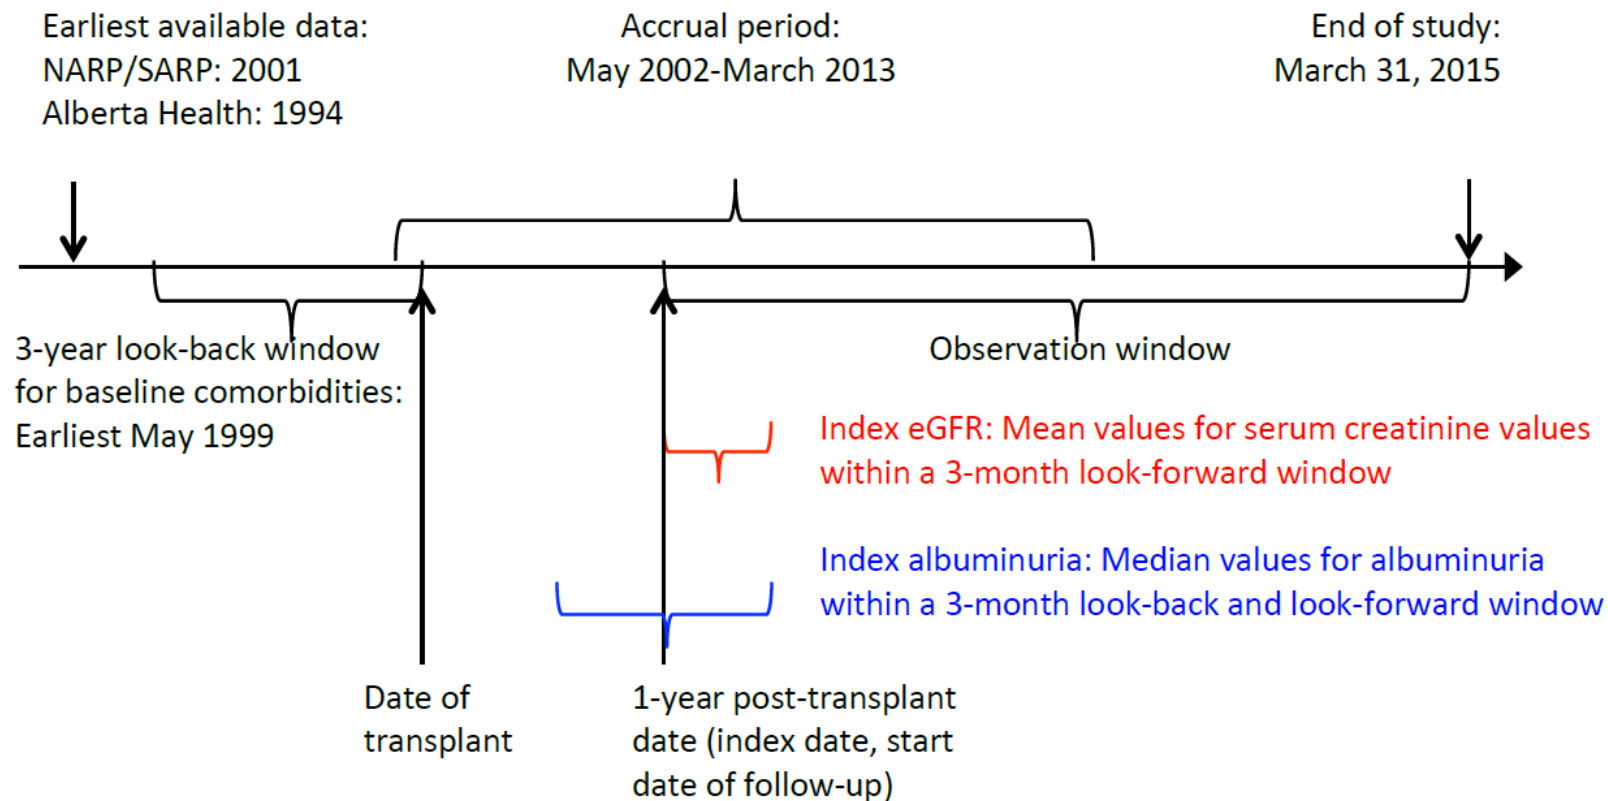 Earliest available data:
NARP/SARP: 2001
Alberta Health: 1994
Accrual period:
May 2002-March 2013
End of study:
March 31, 2015
3-year look-back window
for baseline comorbidities:
Earliest May 1999
Observation window
Index eGFR: Mean values for serum creatinine values
within a 3-month look-forward window
Index albuminuria: Median values for albuminuria
within a 3-month look-back and look-forward window
Date of
transplant
1-year post-transplant
date (index date, start
date of follow-up)